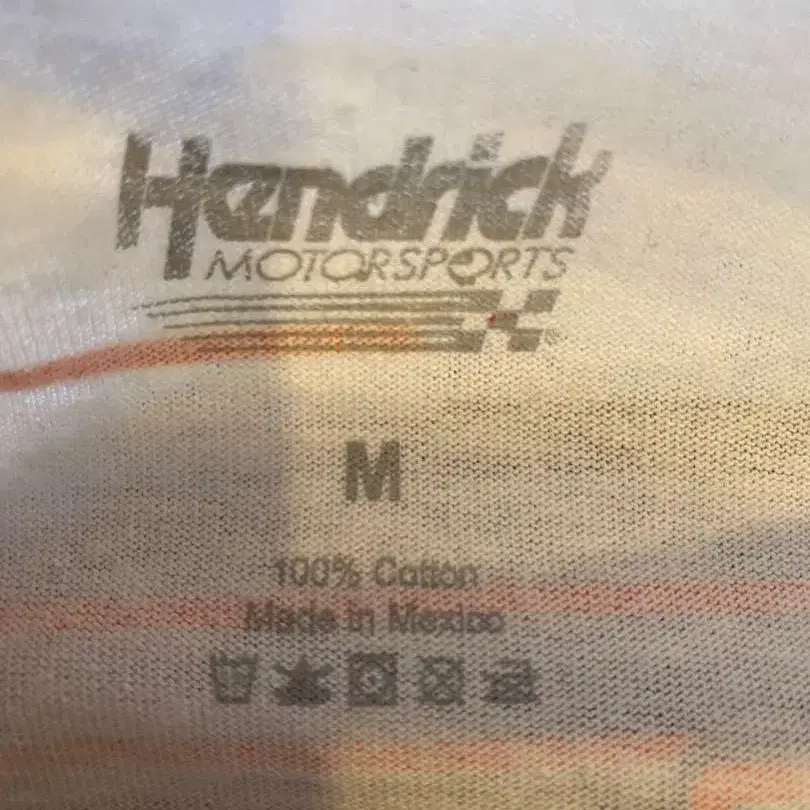 Hendrick
MOTORSPORTS
M
100% Cotton
Made in Mexico